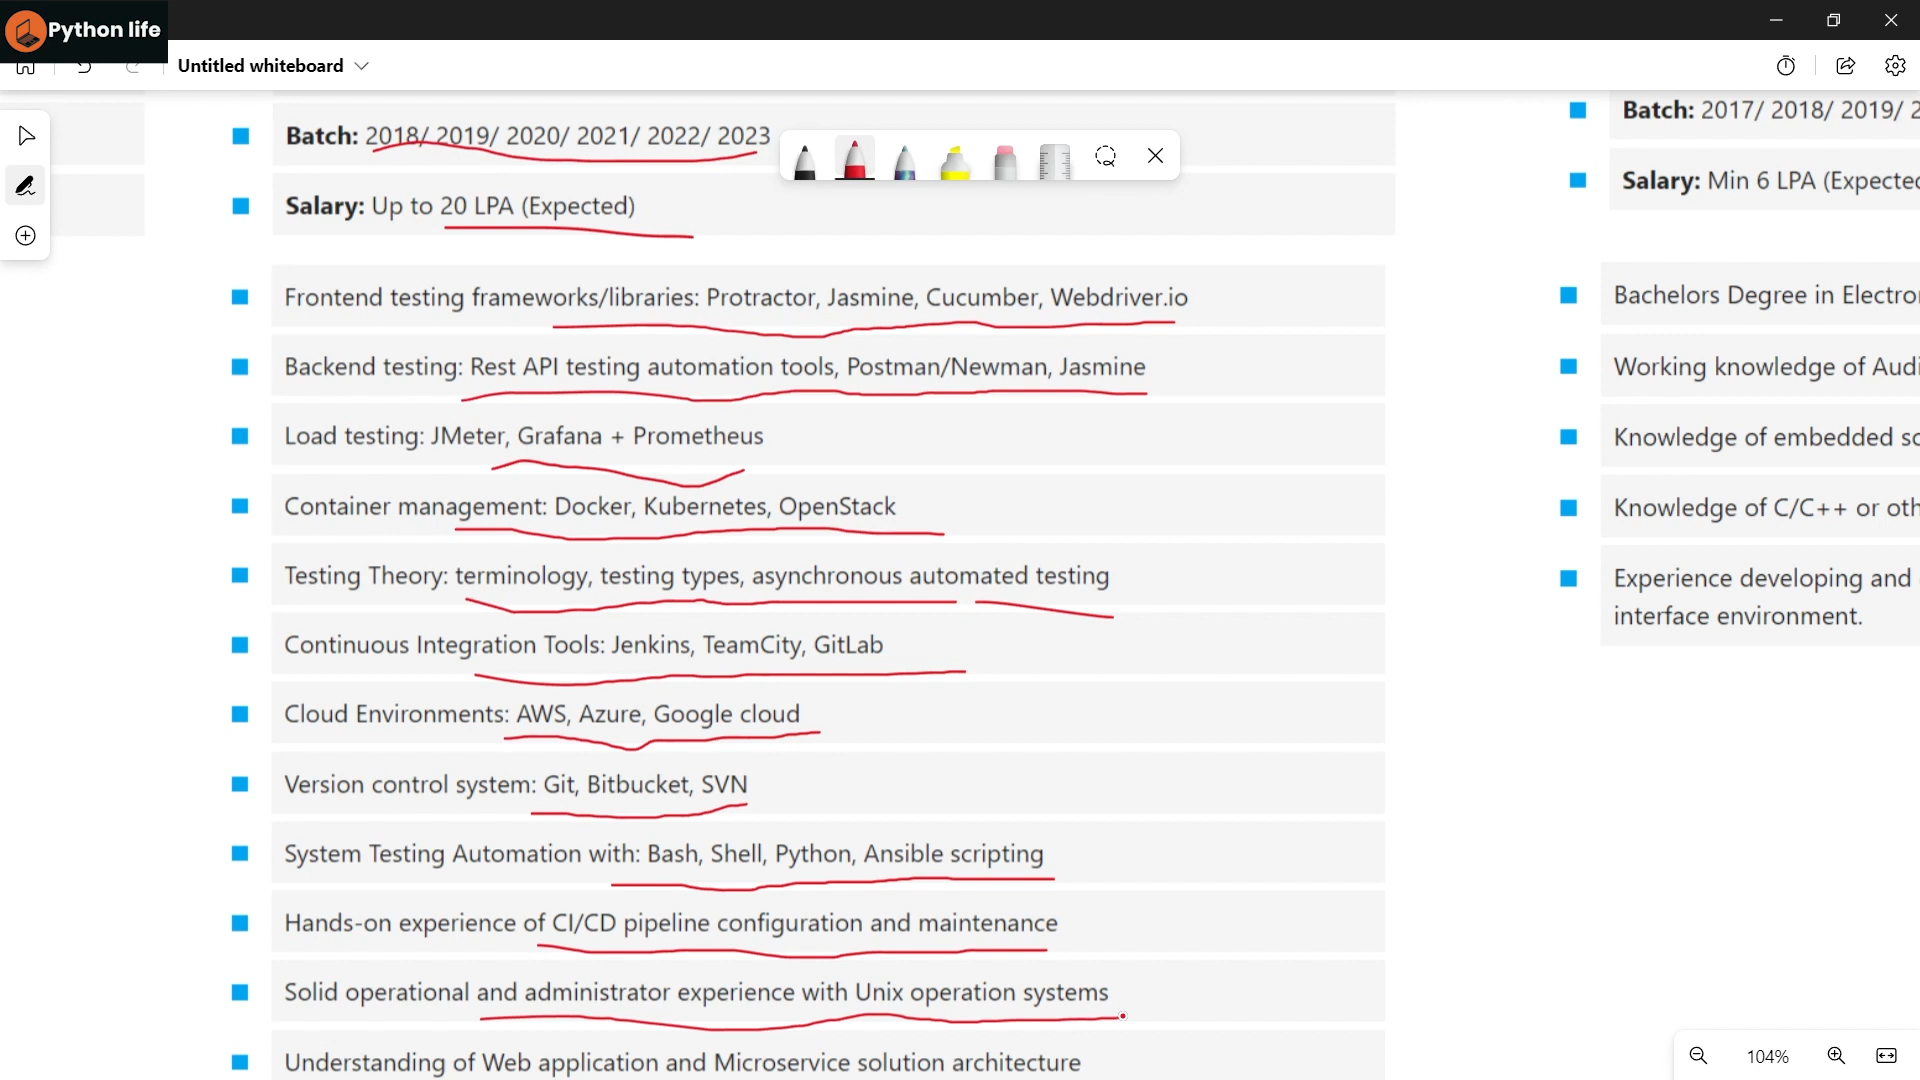 Python life
Untitled whiteboard
Batch: 2018/ 2019/ 2020/ 2021/ 2022/ 2023
Salary: Up to 20 LPA (Expected)
Frontend testing frameworks/libraries: Protractor, Jasmine, Cucumber, Webdriver.io
Backend testing: Rest API testing automation tools, Postman/Newman, Jasmine
Load testing: JMeter, Grafana + Prometheus
Container management: Docker, Kubernetes, OpenStack
Testing Theory: terminology, testing types, asynchronous automated testing
Continuous Integration Tools: Jenkins, TeamCity, GitLab
Cloud Environments: AWS, Azure, Google cloud
Version control system: Git, Bitbucket, SVN
System Testing Automation with: Bash, Shell, Python, Ansible scripting
Hands-on experience of CI/CD pipeline configuration and maintenance
Solid operational and administrator experience with Unix operation systems
Understanding of Web application and Microservice solution architecture
Batch: 2017/ 2018/ 2019/
Salary: Min 6 LPA (Expected
Bachelors Degree in
Working knowledge of
Knowledge of embedded
Knowledge of C/C++ or
Experience developing and
interface environment.
104%